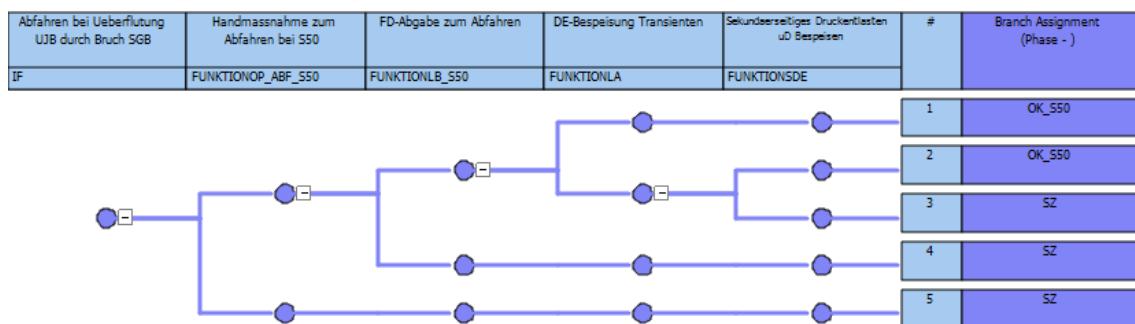 Abfahren bei Ueberflutung
UJB durch Bruch SGB
Handmassnahme zum
Abfahren bei S50
FD-Abgabe zum Abfahren
DE-Bespeisung Transienten
Sekundaerseitiges Druckentlasten
uD Bespeisen
#
Branch Assignment
(Phase - )
IF
FUNKTIONOP_ABF_S50
FUNKTIONLB_S50
FUNKTIONLA
FUNKTIONSDE
1
OK_S50
2
OK_S50
3
SZ
4
SZ
5
SZ